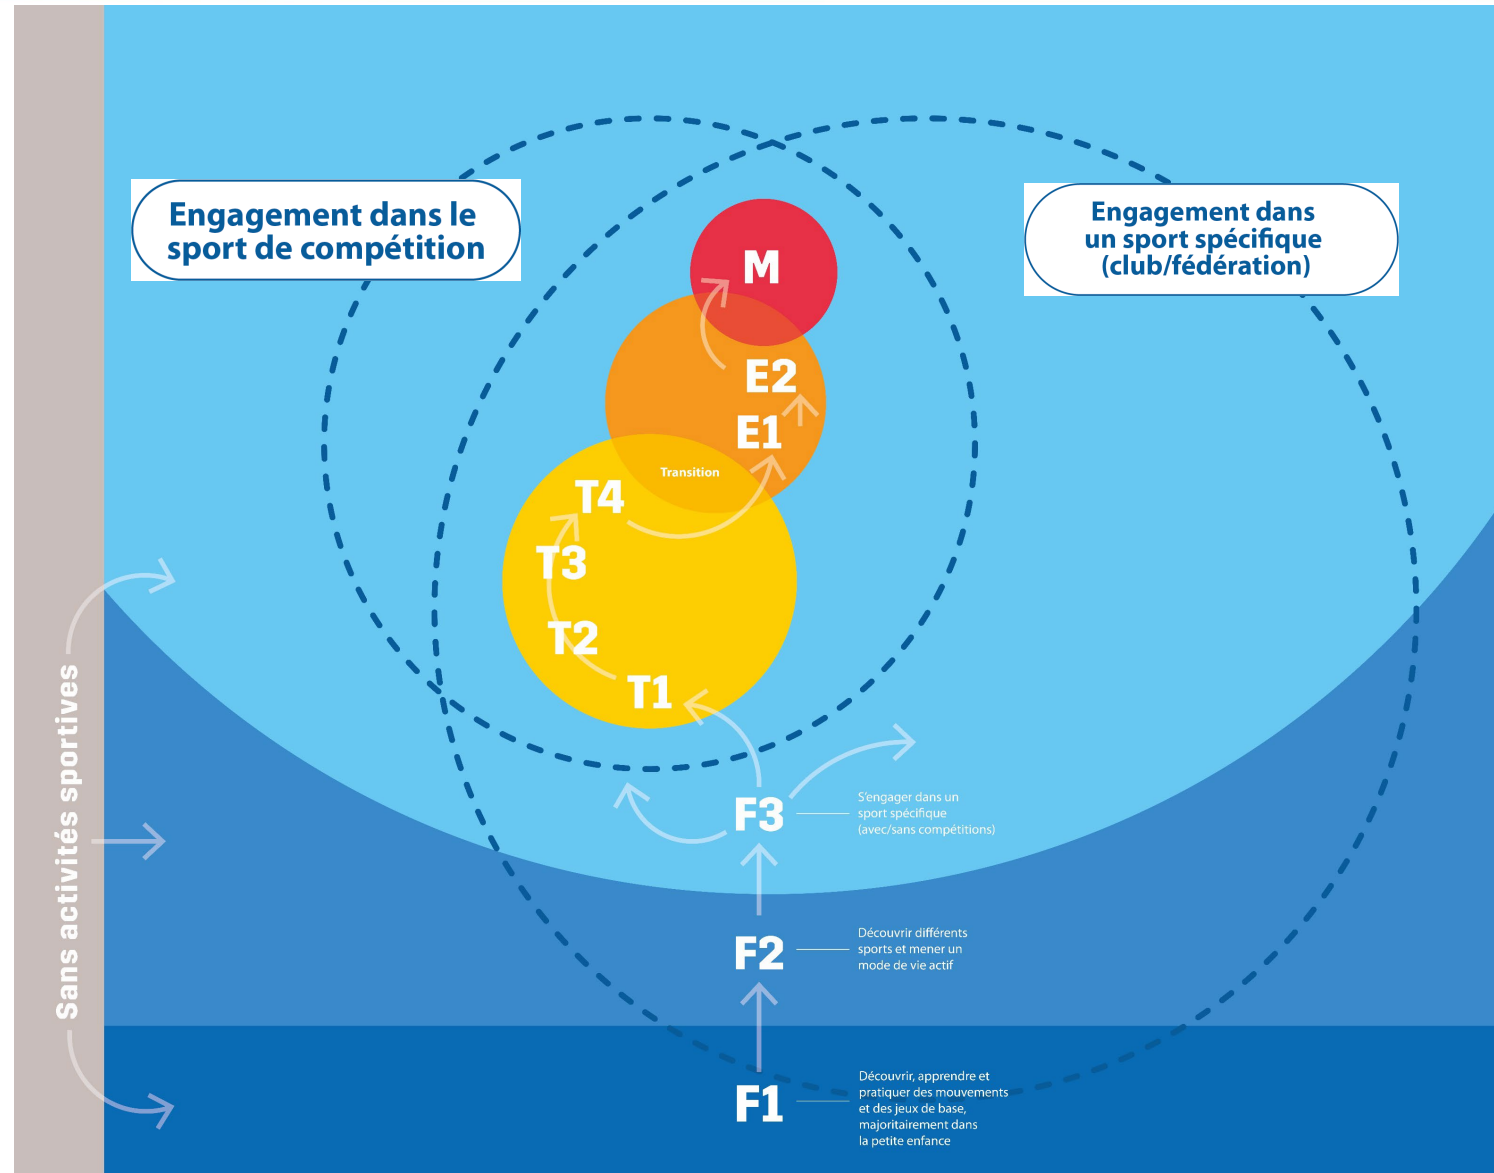 Engagement dans le
sport de compétition
Engagement dans
un sport spécifique
(club/fédération)
M
E2
E1
Transition
T4
T3
T2
T1
Sans activités sportives
F3
S'engager dans un
sport spécifique
(avec/sans compétitions)
F2
Découvrir différents
sports et mener un
mode de vie actif
F1
Découvrir, apprendre et
pratiquer des mouvements
et des jeux de base,
majoritairement dans
la petite enfance